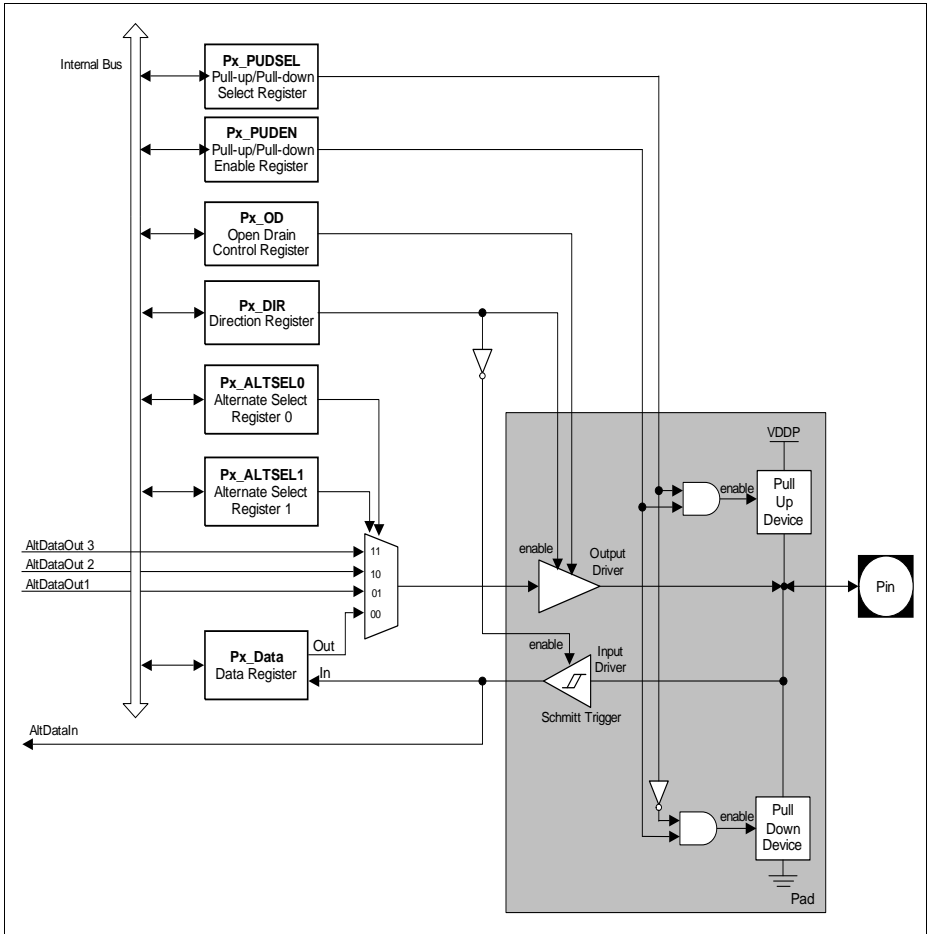 Internal Bus
Px_PUDSEL
Pull-up/Pull-down
Select Register
Px_PUDEN
Pull-up/Pull-down
Enable Register
Px_OD
Open Drain
Control Register
Px_DIR
Direction Register
Px_ALTSEL0
Alternate Select
Register 0
Px_ALTSEL1
Alternate Select
Register 1
AltDataOut 3
AltDataOut 2
AltDataOut1
11
10
01
00
Px_Data
Data Register
Out
In
AltDataIn
enable
Output
Driver
enable
Input
Driver
Schmitt Trigger
VDDP
enable
Pull
Up
Device
Pin
enable
Pull
Down
Device
Pad